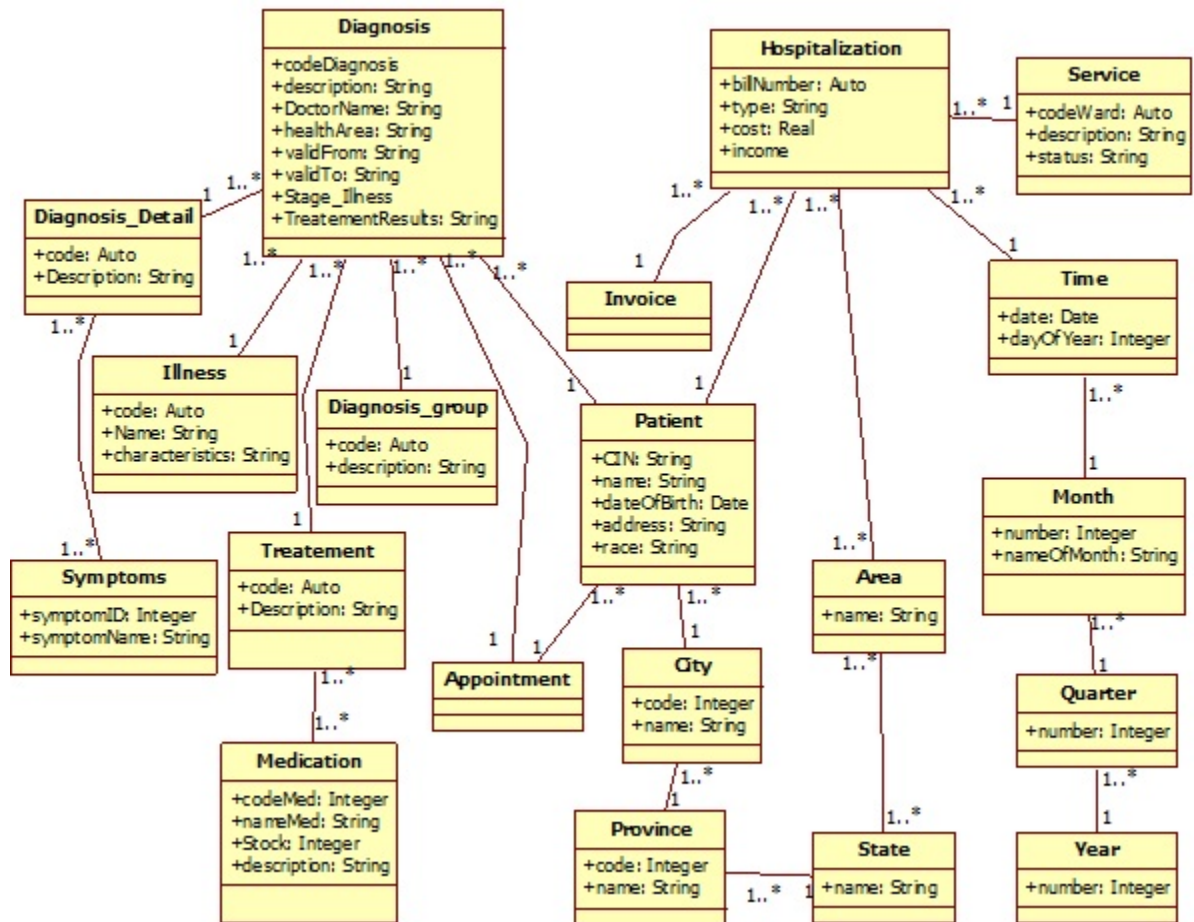 Diagnosis
+codeDiagnosis
+description: String
+DoctorName: String
+healthArea: String
+validFrom: String
+validTo: String
+Stage_Illness
+TreatementResults: String
Hospitalization
+billNumber: Auto
+type: String
+cost: Real
+income
Service
+codeWard: Auto
+description: String
+status: String
1..*
1
1
1..*
Diagnosis_Detail
+code: Auto
+Description: String
1..*
1..*
1..*
1..*
1..*
1..*
1..*
1..*
1..*
1..*
1
1
Invoice
Time
+date: Date
+dayOfYear: Integer
1..*
1
1
1
1
1
Illness
+code: Auto
+Name: String
+characteristics: String
Diagnosis_group
+code: Auto
+description: String
Patient
+CIN: String
+name: String
+dateOfBirth: Date
+address: String
+race: String
1..*
1
Month
+number: Integer
+nameOfMonth: String
1..*
1
1..*
Symptoms
+symptomID: Integer
+symptomName: String
Treatement
+code: Auto
+Description: String
Area
+name: String
1..*
1..*
1..*
1
1
1
1
Appointment
City
+code: Integer
+name: String
1..*
Quarter
+number: Integer
1..*
1..*
Medication
+codeMed: Integer
+nameMed: String
+Stock: Integer
+description: String
1..*
1
1..*
1..*
1
Province
+code: Integer
+name: String
1..*
1
State
+name: String
Year
+number: Integer